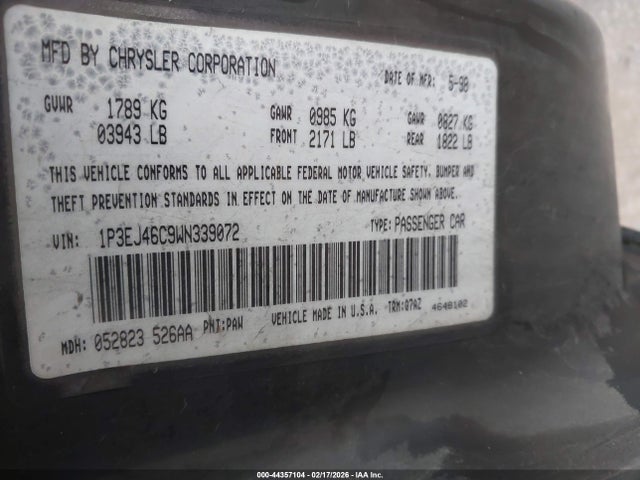 MFD BY CHRYSLER CORPORATION DATE OF MFR: 5-98
GVWR 1789 KG GAWR 0985 KG GAWR 0827 KG
03943 LB FRONT 2171 LB REAR 1822 LB
THIS VEHICLE CONFORMS TO ALL APPLICABLE FEDERAL MOTOR VEHICLE SAFETY, BUMPER AND
THEFT PREVENTION STANDARDS IN EFFECT ON THE DATE OF MANUFACTURE SHOWN ABOVE.
VIN: 1P3EJ46C9WN339072 TYPE: PASSENGER CAR
MDH: 052823 526AA PNT:PAW VEHICLE MADE IN U.S.A. TRM:Q7AZ 4648102
000-44357104 - 02/17/2026 - IAA Inc.